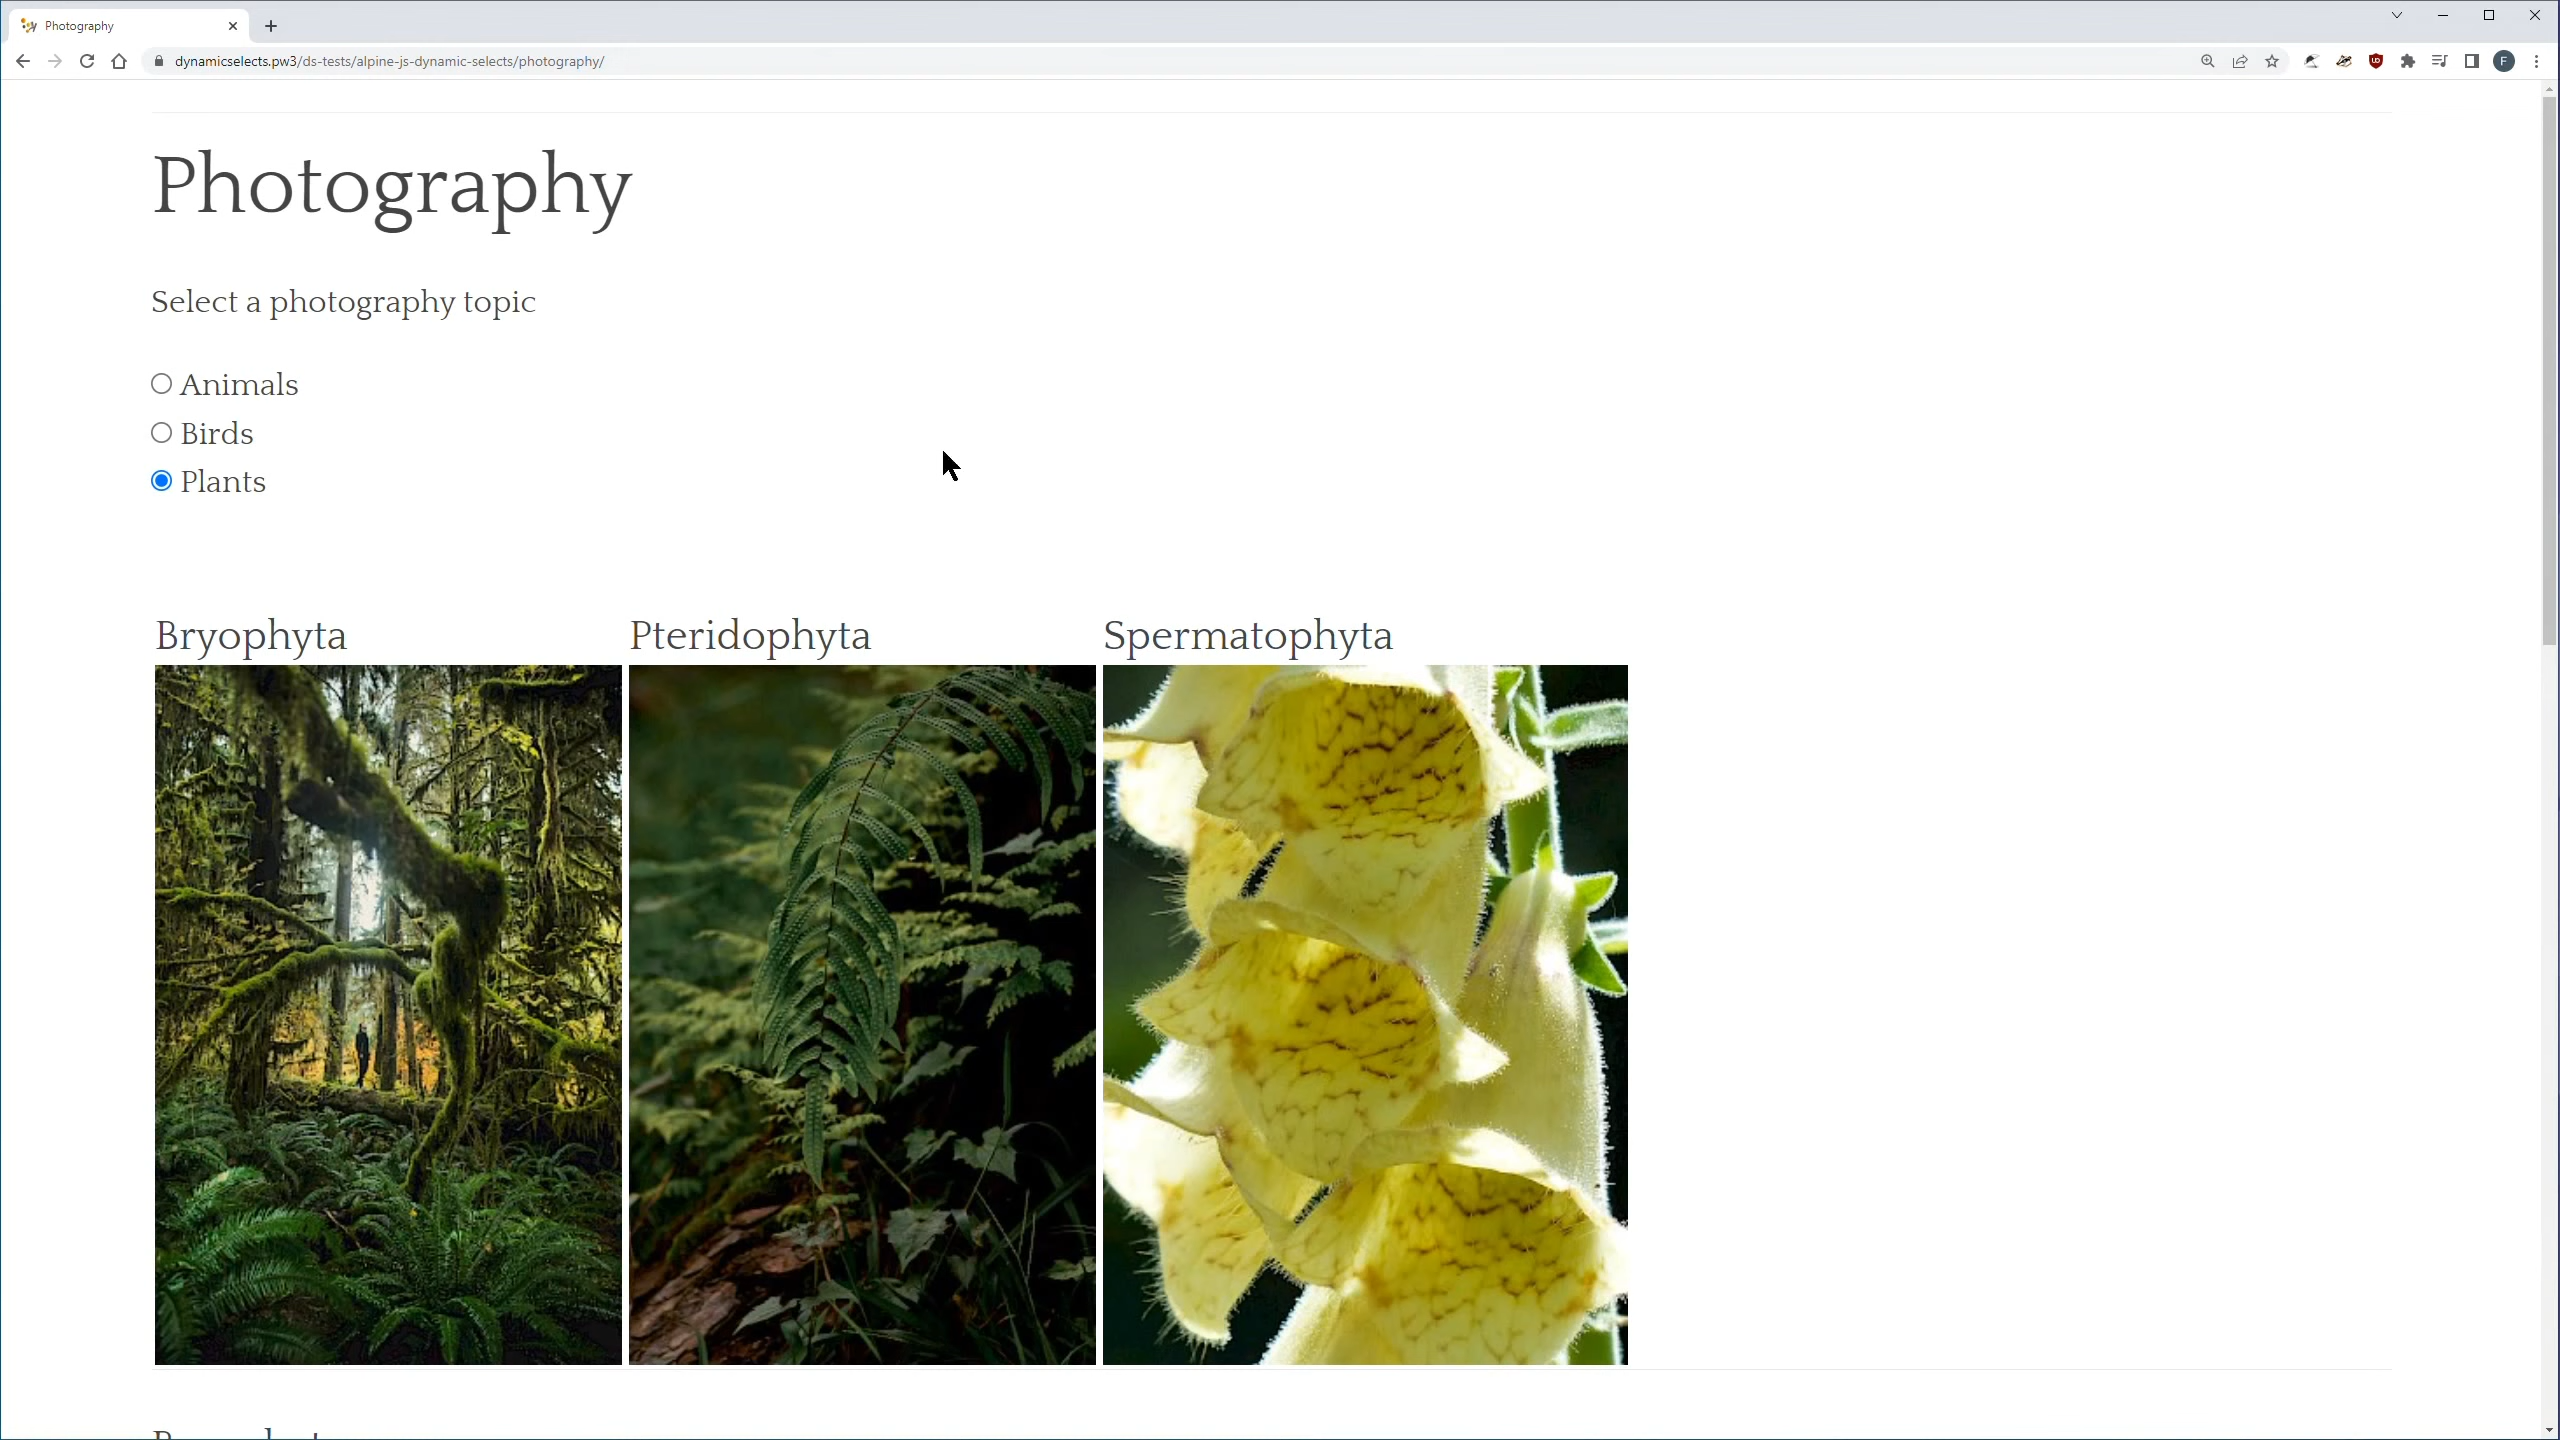 Photography
dynamicselects.pw3/ds-tests/alpine-js-dynamic-selects/photography/
F
Photography
Select a photography topic
Animals
Birds
Plants
Bryophyta Pteridophyta Spermatophyta